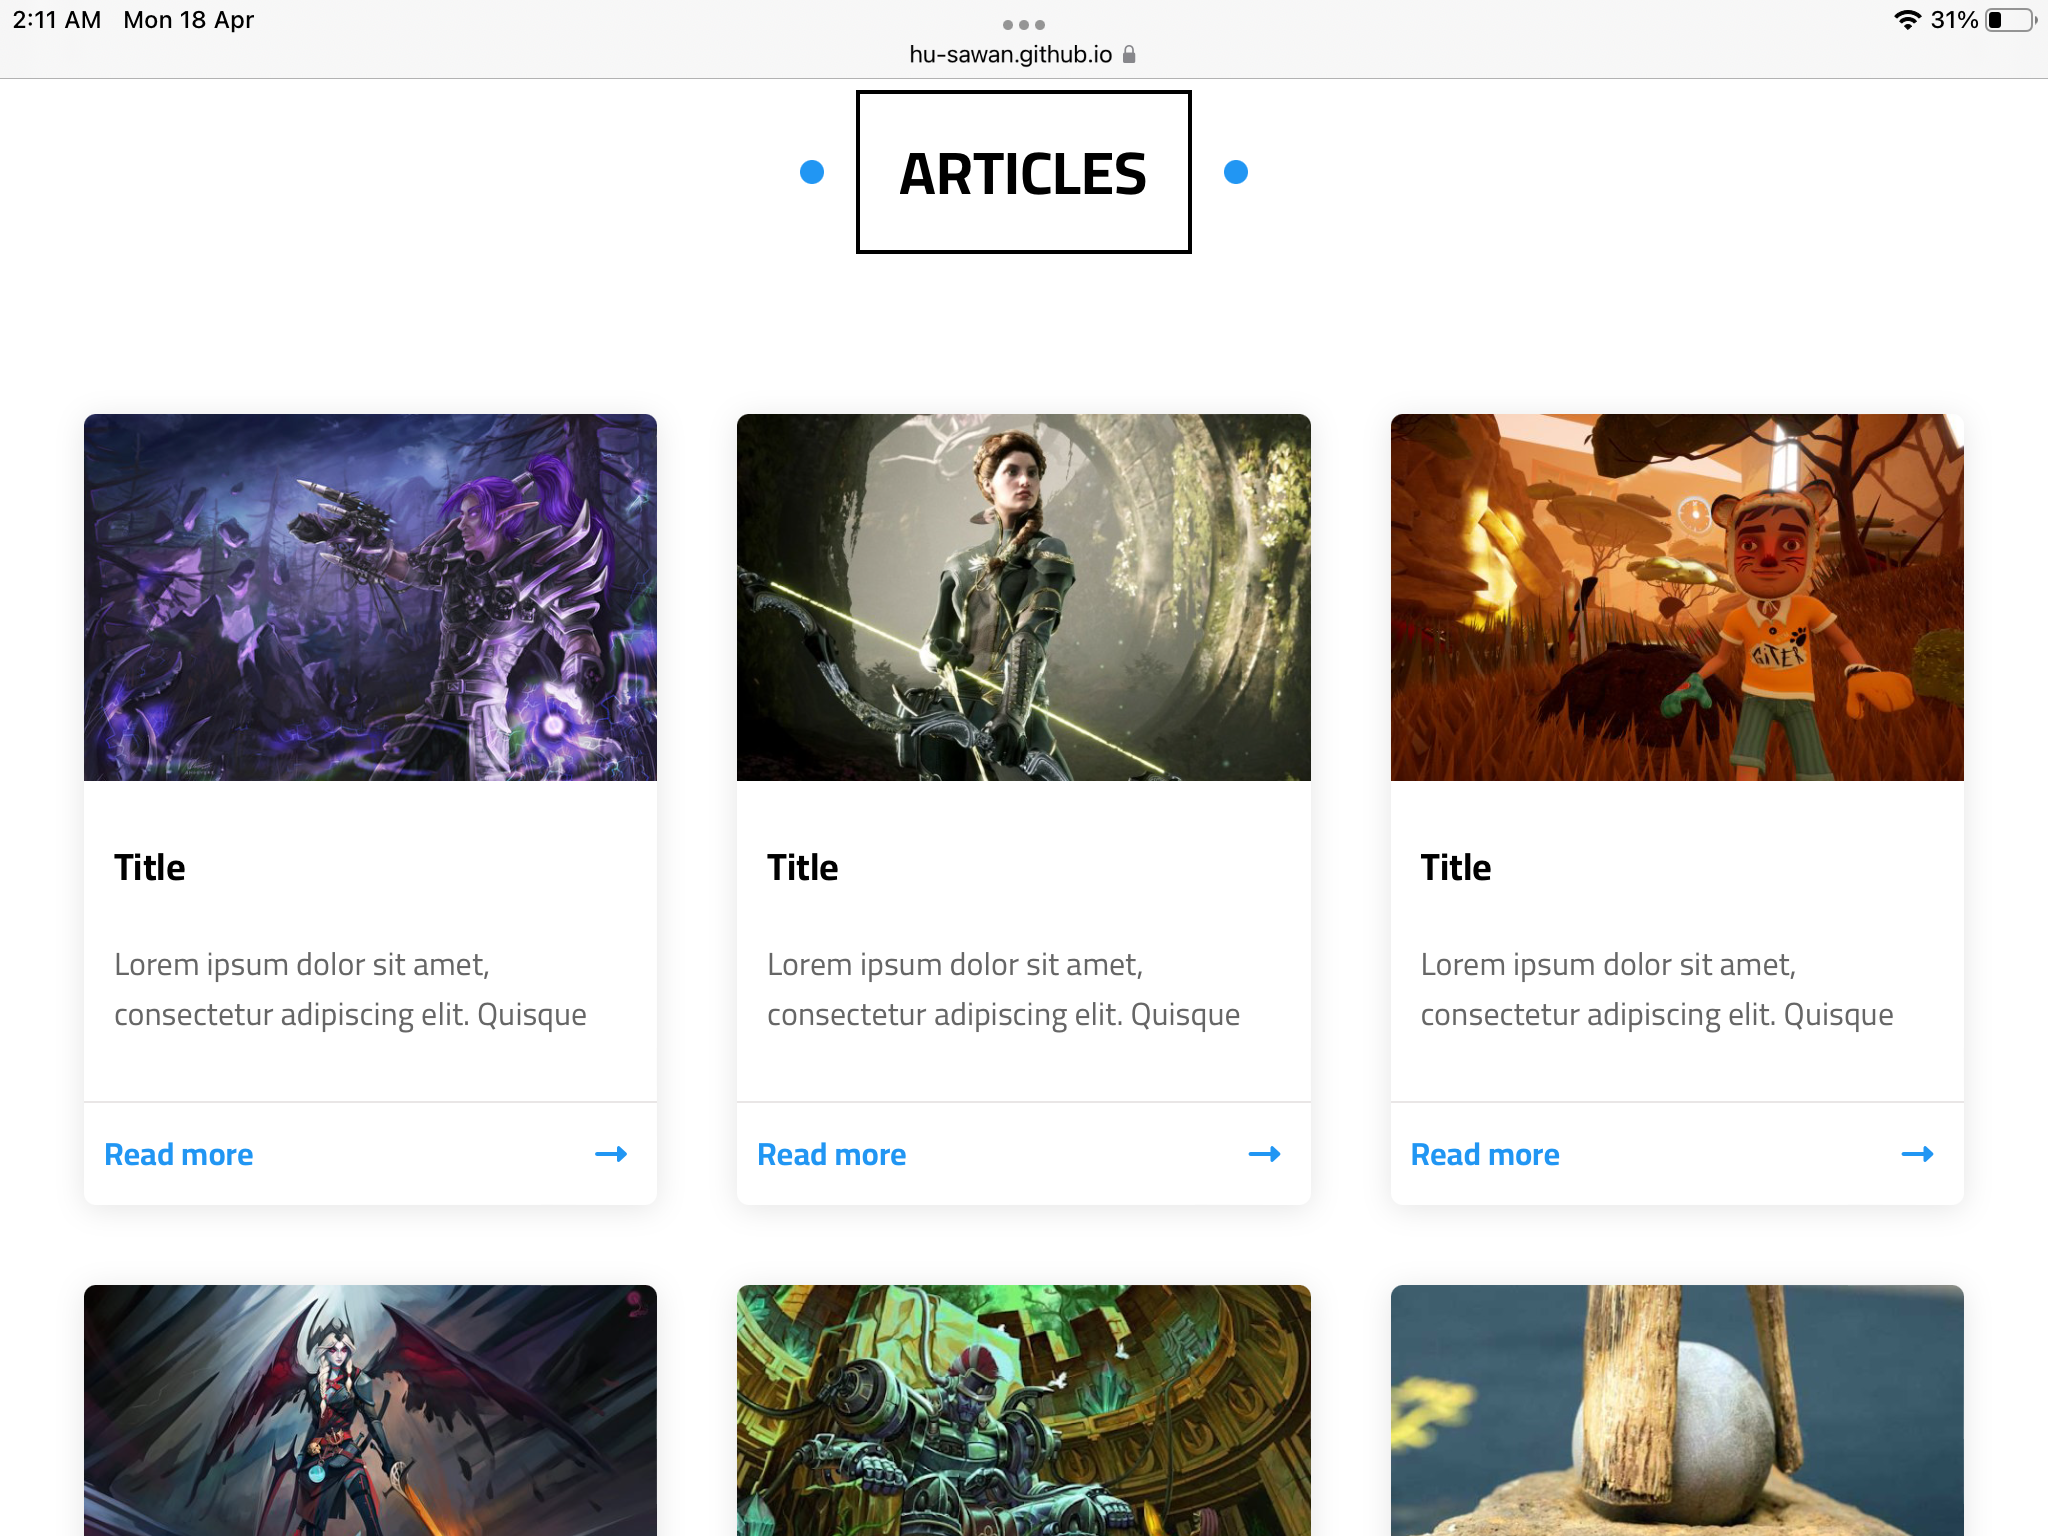 2:11 AM Mon 18 Apr
31%
hu-sawan.github.io
ARTICLES
GiTER
Title
Title
Title
Lorem ipsum dolor sit amet,
consectetur adipiscing elit. Quisque
Lorem ipsum dolor sit amet,
consectetur adipiscing elit. Quisque
Lorem ipsum dolor sit amet,
consectetur adipiscing elit. Quisque
Read more
Read more
Read more